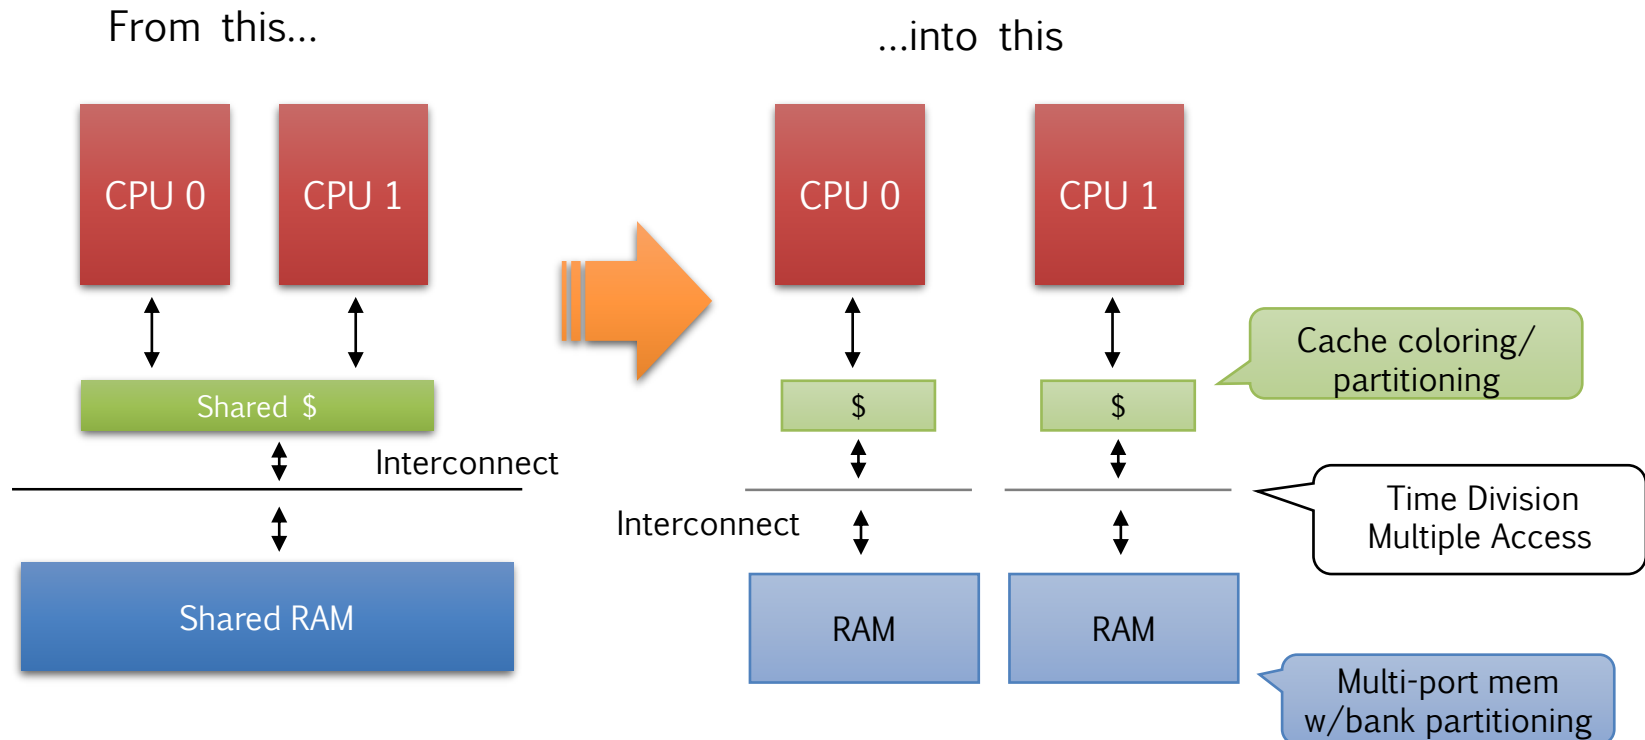 From this...
...into this
CPU 0
CPU 1
CPU 0
CPU 1
Cache coloring/
partitioning
Shared $
$
$
Interconnect
Time Division
Multiple Access
Interconnect
Shared RAM
RAM
RAM
Multi-port mem
w/bank partitioning